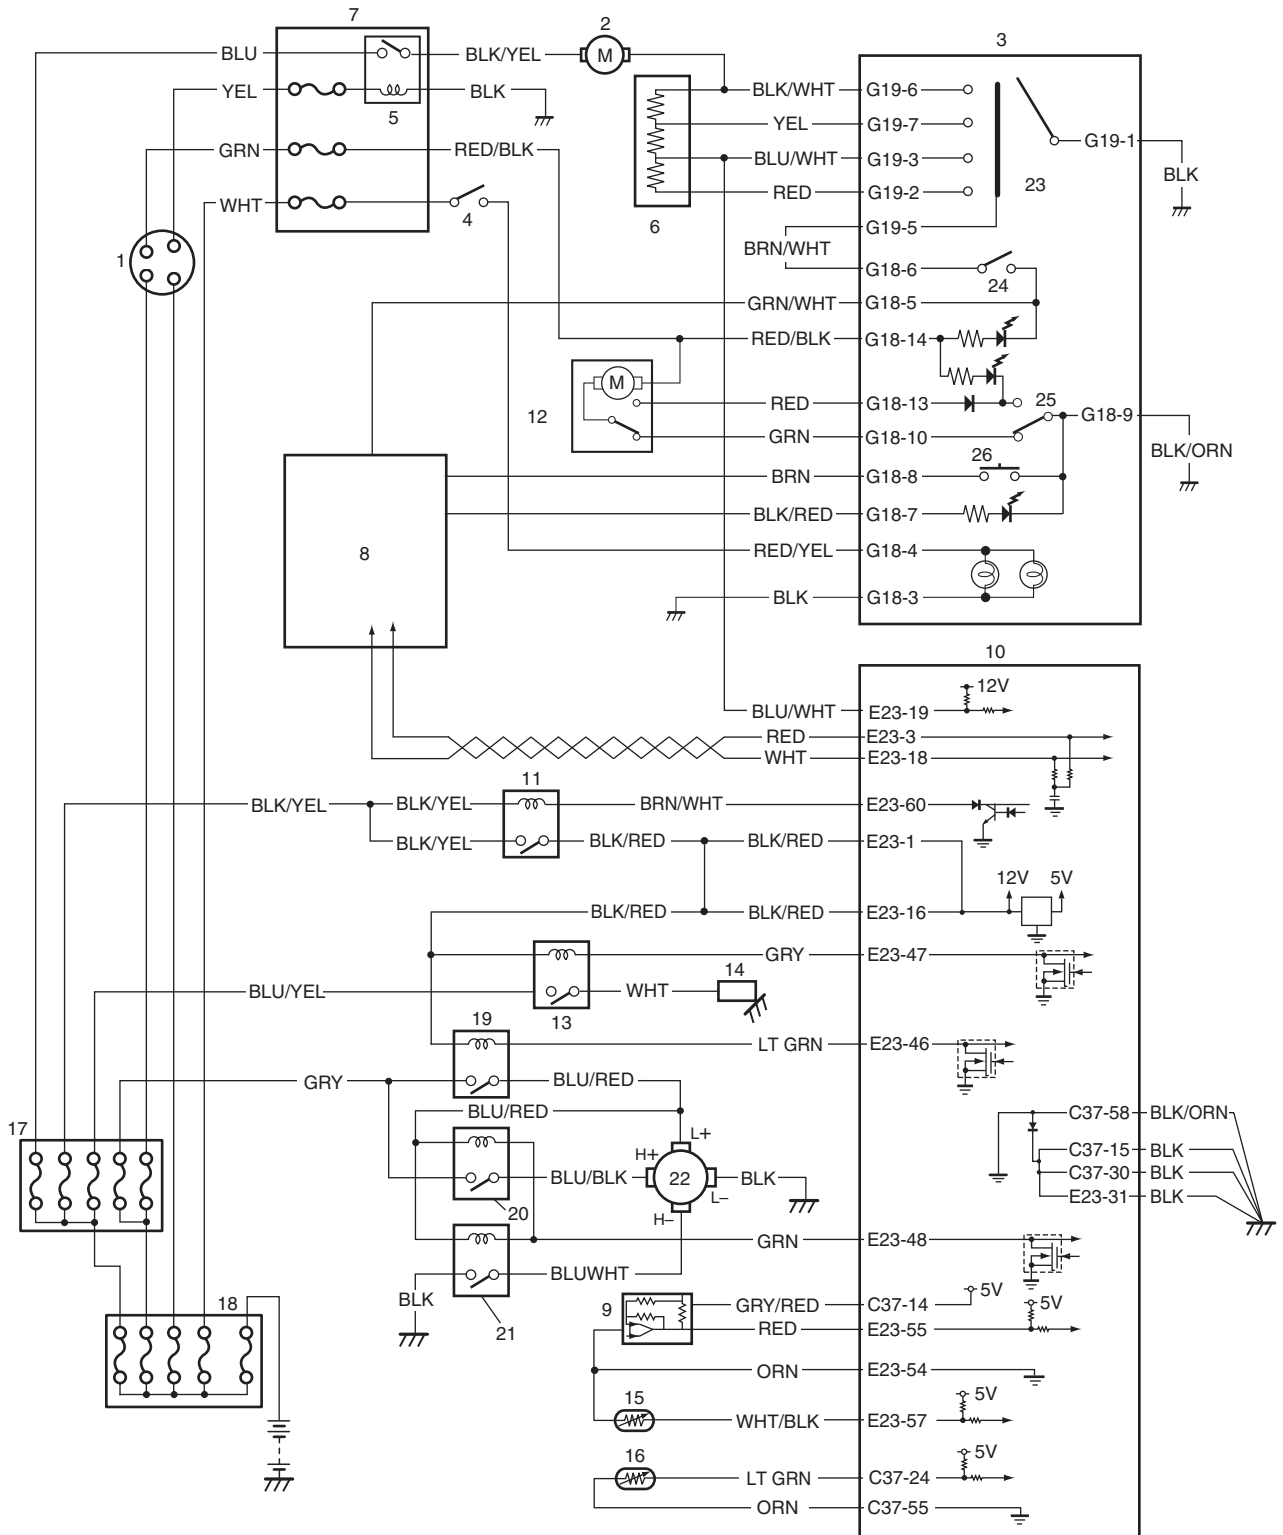 7
2
3
BLU
BLK/YEL
M
YEL
BLK
5
BLK/WHT
G19-6
YEL
G19-7
GRN
RED/BLK
BLU/WHT
G19-3
G19-1
23
RED
G19-2
BLK
WHT
4
6
G19-5
BRN/WHT
1
G18-6
24
GRN/WHT
G18-5
RED/BLK
G18-14
M
12
RED
G18-13
25
G18-9
GRN
G18-10
BLK/ORN
26
BRN
G18-8
8
BLK/RED
G18-7
RED/YEL
G18-4
BLK
G18-3
10
12V
BLU/WHT
E23-19
RED
E23-3
WHT
E23-18
11
BLK/YEL
BLK/YEL
BRN/WHT
E23-60
BLK/YEL
BLK/RED
BLK/RED
E23-1
12V
5V
BLK/RED
BLK/RED
E23-16
GRY
E23-47
14
BLU/YEL
WHT
13
19
LT GRN
E23-46
GRY
BLU/RED
BLU/RED
C37-58
BLK/ORN
17
L+
H+
C37-15
BLK
BLU/BLK
22
BLK
C37-30
BLK
L–
E23-31
BLK
20
H–
GRN
E23-48
BLUWHT
BLK
18
9
GRY/RED
C37-14
5V
5V
21
RED
E23-55
ORN
E23-54
15
5V
WHT/BLK
E23-57
16
5V
LT GRN
C37-24
ORN
C37-55